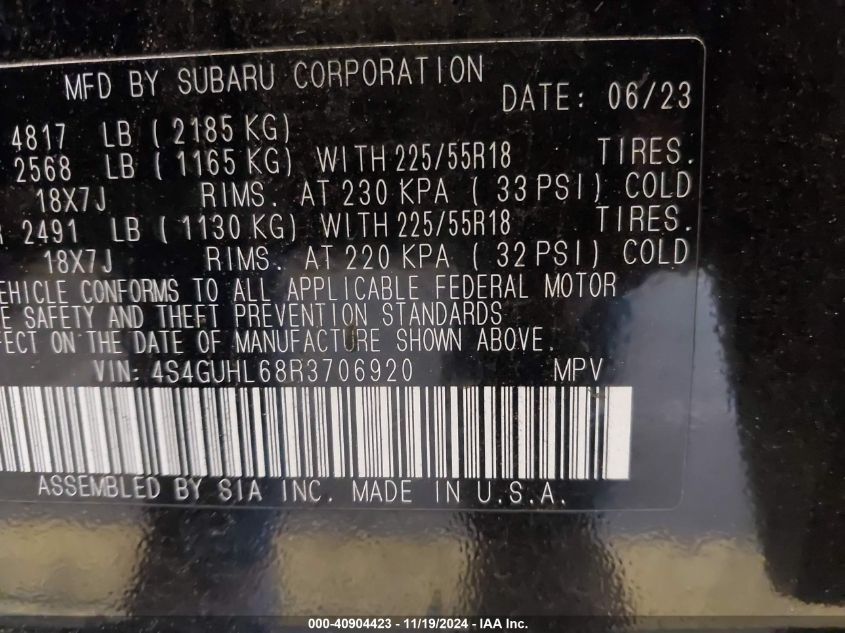 MFD BY SUBARU CORPORATION
DATE: 06/23
4817 LB ( 2185 KG)
2568 LB ( 1165 KG) WITH 225/55R18 TIRES.
18X7J RIMS. AT 230 KPA ( 33 PSI) COLD
R 2491 LB ( 1130 KG) WITH 225/55R18 TIRES.
18X7J RIMS. AT 220 KPA ( 32 PSI) COLD
EHICLE CONFORMS TO ALL APPLICABLE FEDERAL MOTOR
E SAFETY AND THEFT PREVENTION STANDARDS
FECT ON THE DATE OF MANUFACTURE SHOWN ABOVE.
VIN: 4S4GUHL68R3706920 MPV
ASSEMBLED BY SIA INC. MADE IN U.S.A.
000-40904423 - 11/19/2024 - IAA Inc.